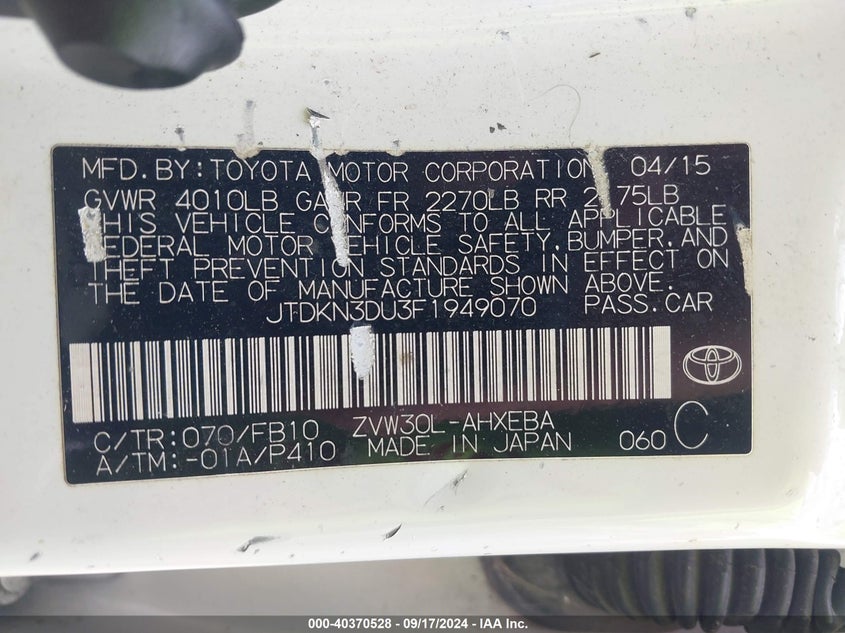 MFD.BY:TOYOTA MOTOR CORPORATION 04/15
GVWR 4010LB GAWR FR 2270LB RR 2 75LB
THIS VEHICLE CONFORMS TO ALL APPLICABLE
FEDERAL MOTOR VEHICLE SAFETY,BUMPER,AND
THEFT PREVENTION STANDARDS IN EFFECT ON
THE DATE OF MANUFACTURE SHOWN ABOVE.
JTDKN3DU3F1949070 PASS.CAR
C/TR:070/FB10 ZVW30L-AHXEBA
A/TM:-01A/P410 MADE IN JAPAN 060 C
000-40370528 - 09/17/2024 - IAA Inc.